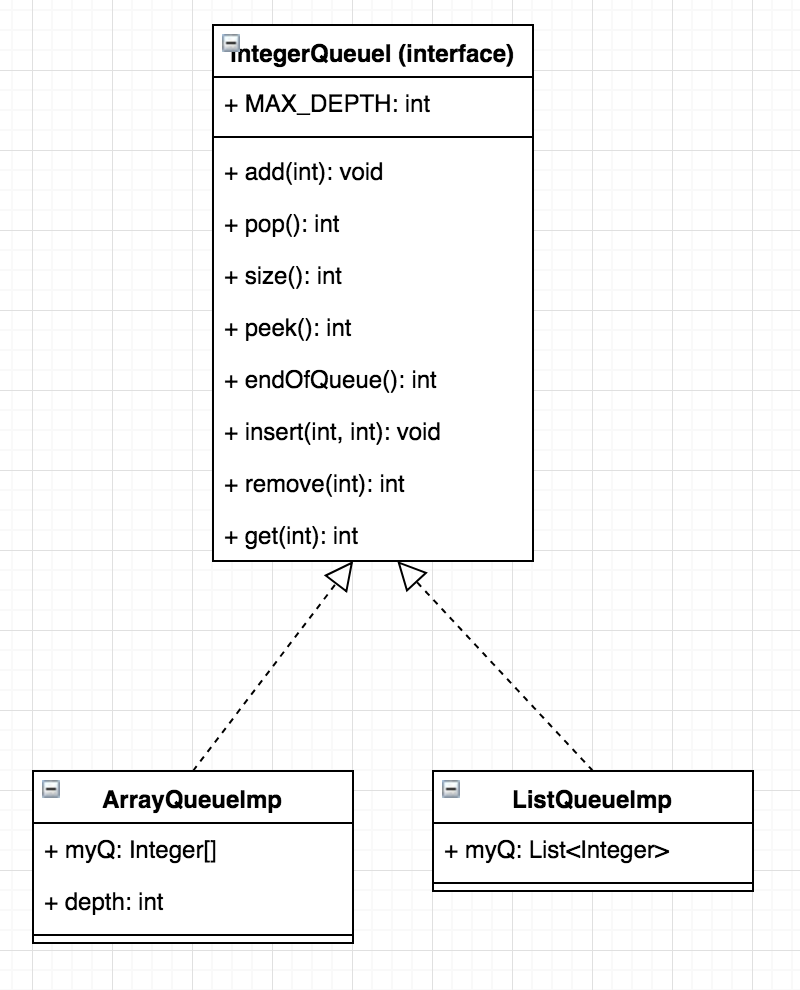 IntegerQueueI (interface)
+ MAX_DEPTH: int
+ add(int): void
+ pop(): int
+ size(): int
+ peek(): int
+ endOfQueue(): int
+ insert(int, int): void
+ remove(int): int
+ get(int): int
ArrayQueueImp
+ myQ: Integer[]
+ depth: int
ListQueueImp
+ myQ: List<Integer>